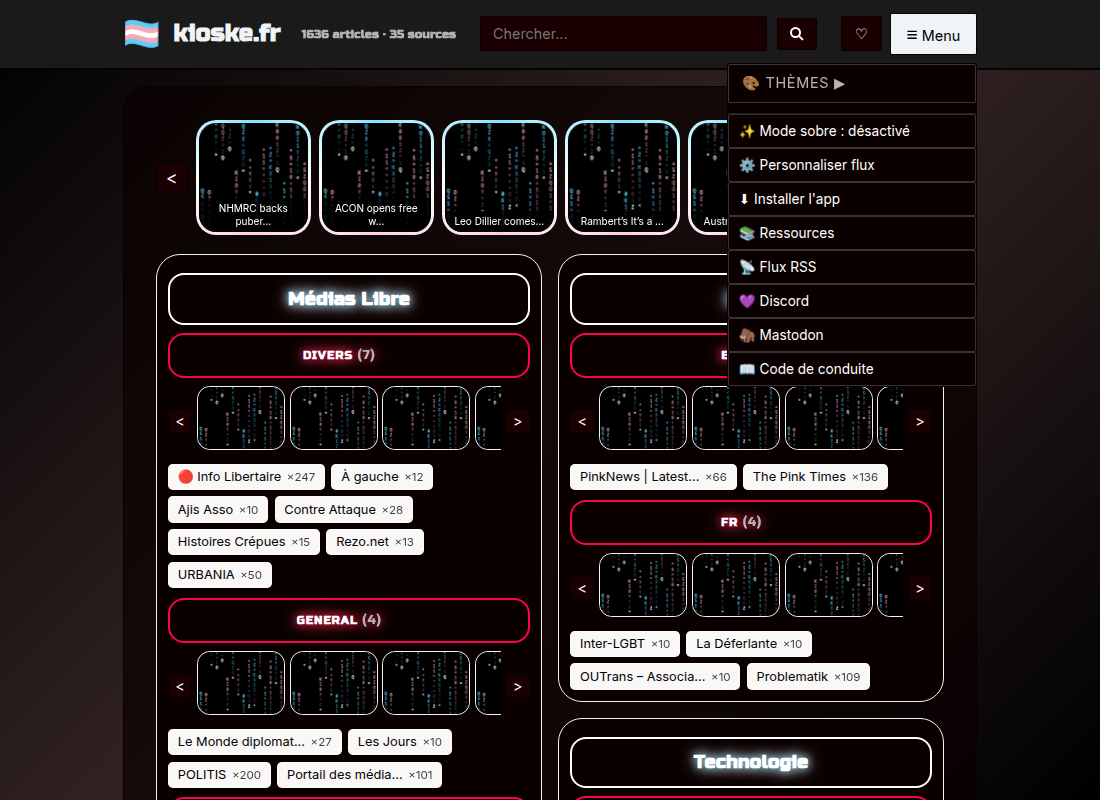 kioske.fr
1636 articles · 35 sources
Chercher...
♡
≡ Menu
🎨 THÈMES ▶
✨ Mode sobre : désactivé
⚙️ Personnaliser flux
⬇ Installer l'app
📚 Ressources
📡 Flux RSS
💜 Discord
🦣 Mastodon
📖 Code de conduite
<
NHMRC backs
puber...
ACON opens free
w...
Leo Dillier comes...
Rambert's It's a ...
Médias Libre
DIVERS (7)
<
>
🔴 Info Libertaire ×247
À gauche ×12
Ajis Asso ×10
Contre Attaque ×28
Histoires Crépues ×15
Rezo.net ×13
URBANIA ×50
GENERAL (4)
<
>
Le Monde diplomat... ×27
Les Jours ×10
POLITIS ×200
Portail des média... ×101
<
>
PinkNews | Latest... ×66
The Pink Times ×136
FR (4)
<
>
Inter-LGBT ×10
La Déferlante ×10
OUTrans – Associa... ×10
Problematik ×109
Technologie